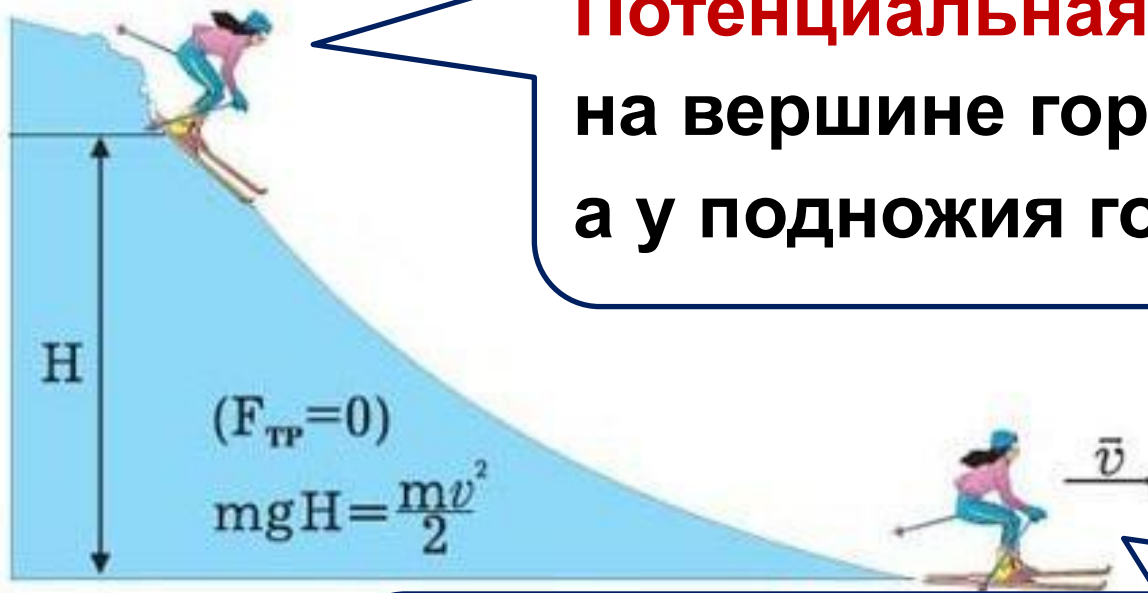 Потенциальная
на вершине гор
а у подножия го
H
(Fтр=0)
mgH=mv²/2
v̄